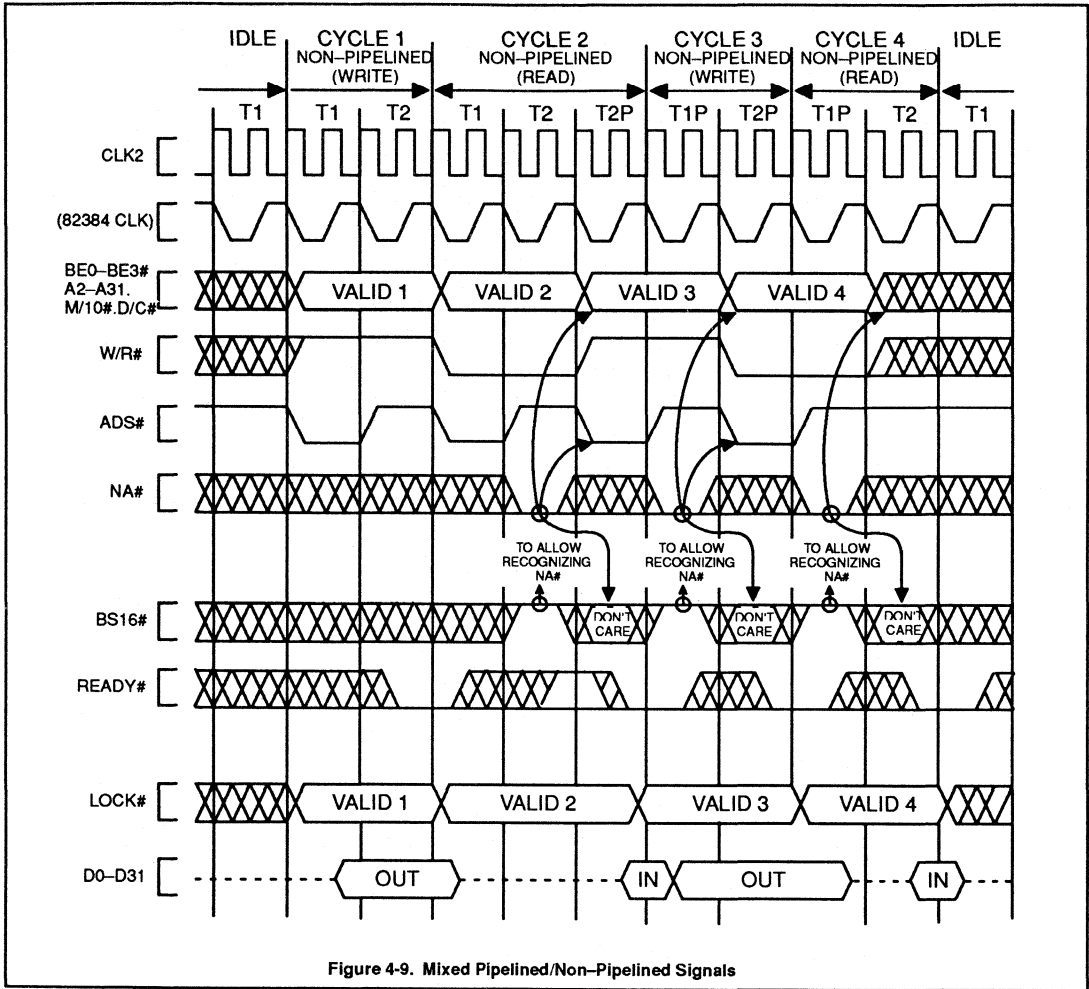 IDLE CYCLE 1 CYCLE 2 CYCLE 3 CYCLE 4 IDLE
NON–PIPELINED NON–PIPELINED NON–PIPELINED NON–PIPELINED
(WRITE) (READ) (WRITE) (READ)
T1 T1 T2 T1 T2 T2P T1P T2P T1P T2 T1
CLK2
(82384 CLK)
BE0–BE3#
A2–A31.
M/10#.D/C#
VALID 1 VALID 2 VALID 3 VALID 4
W/R#
ADS#
NA#
TO ALLOW TO ALLOW TO ALLOW
RECOGNIZING RECOGNIZING RECOGNIZING
NA# NA# NA#
BS16#
DON'T DON'T DON'T
CARE CARE CARE
READY#
LOCK# VALID 1 VALID 2 VALID 3 VALID 4
D0–D31 OUT IN OUT IN
Figure 4-9. Mixed Pipelined/Non–Pipelined Signals